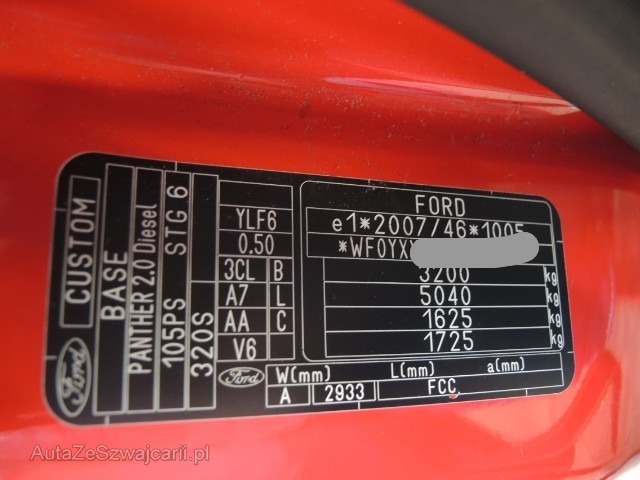 FORD
e1*2007/46*1005
*WF0YX
3200 kg
5040 kg
1625 kg
1725 kg
YLF6
0.50
3CL B
A7 L
AA C
V6
Ford W(mm) L(mm) a(mm)
A 2933 FCC
CUSTOM
BASE
PANTHER 2.0 Diesel
105PS STG 6
320S
Ford
AutaZeSzwajcarii.pl